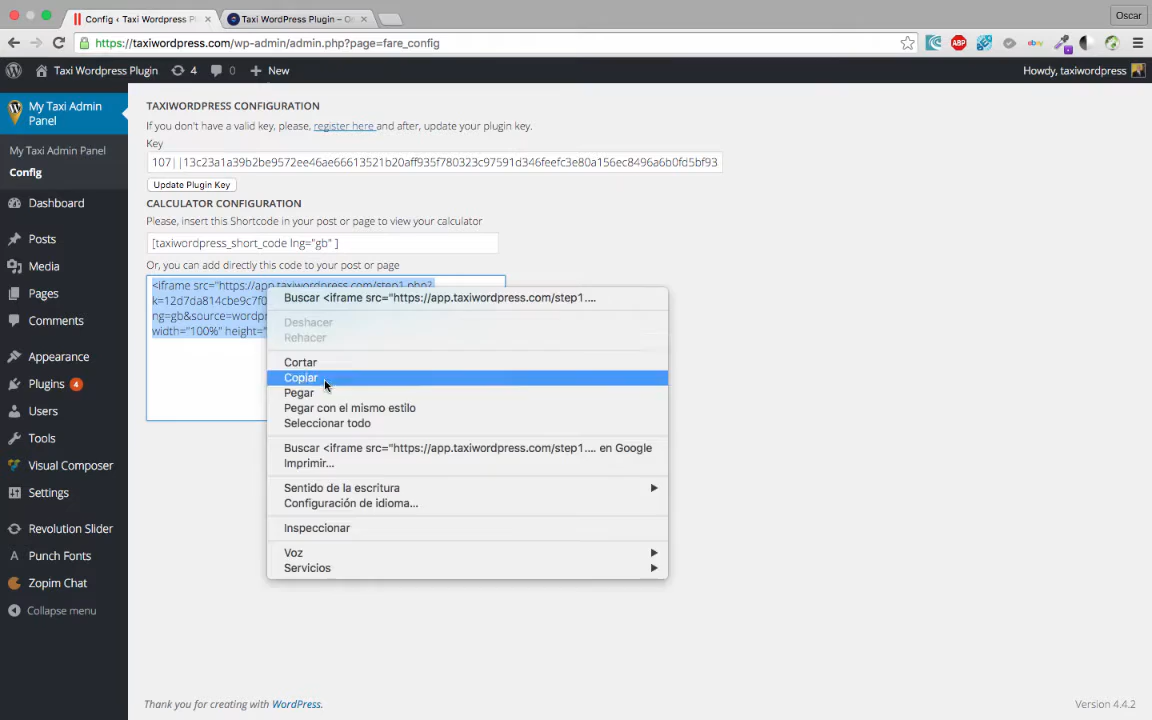 Config ‹ Taxi Wordpress Pl
Taxi WordPress Plugin – Os
Oscar
https://taxiwordpress.com/wp-admin/admin.php?page=fare_config
ABP
ebay
Taxi Wordpress Plugin
4
0
New
Howdy, taxiwordpress
My Taxi Admin Panel
My Taxi Admin Panel
Config
Dashboard
Posts
Media
Pages
Comments
Appearance
Plugins 4
Users
Tools
Visual Composer
Settings
Revolution Slider
Punch Fonts
Zopim Chat
Collapse menu
TAXIWORDPRESS CONFIGURATION
If you don't have a valid key, please, register here and after, update your plugin key.
Key
107||13c23a1a39b2be9572ee46ae66613521b20aff935f780323c97591d346feefc3e80a156ec8496a6b0fd5bf93
Update Plugin Key
CALCULATOR CONFIGURATION
Please, insert this Shortcode in your post or page to view your calculator
[taxiwordpress_short_code lng="gb" ]
Or, you can add directly this code to your post or page
<iframe src="https://app.taxiwordpress.com/step1.php?
k=12d7da814cbe9c7f0
ng=gb&source=wordpr
width="100%" height="
Buscar <iframe src="https://app.taxiwordpress.com/step1....
Deshacer
Rehacer
Cortar
Copiar
Pegar
Pegar con el mismo estilo
Seleccionar todo
Buscar <iframe src="https://app.taxiwordpress.com/step1.... en Google
Imprimir...
Sentido de la escritura
Configuración de idioma...
Inspeccionar
Voz
Servicios
Thank you for creating with WordPress.
Version 4.4.2